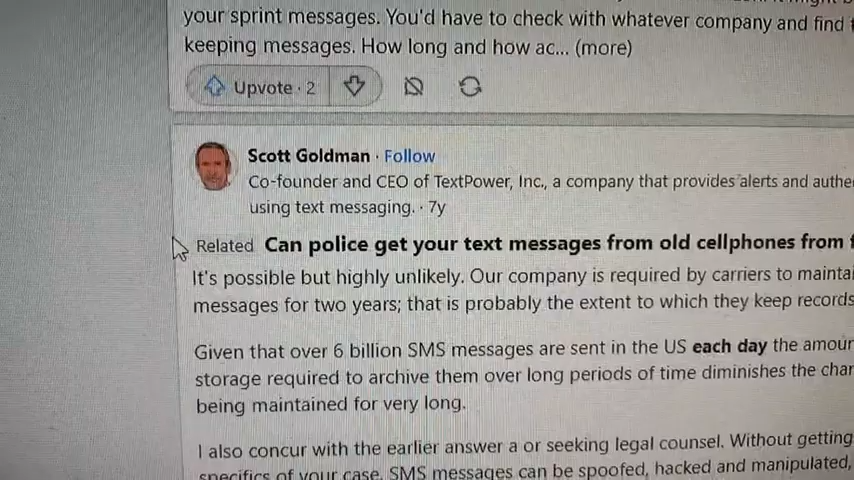 your sprint messages. You'd have to check with whatever company and find
keeping messages. How long and how ac... (more)
Upvote · 2
Scott Goldman · Follow
Co-founder and CEO of TextPower, Inc., a company that provides alerts and authe
using text messaging. · 7y
Related Can police get your text messages from old cellphones from
It's possible but highly unlikely. Our company is required by carriers to mainta
messages for two years; that is probably the extent to which they keep records
Given that over 6 billion SMS messages are sent in the US each day the amour
storage required to archive them over long periods of time diminishes the char
being maintained for very long.
I also concur with the earlier answer a or seeking legal counsel. Without getting
specifics of your case, SMS messages can be spoofed, hacked and manipulated,